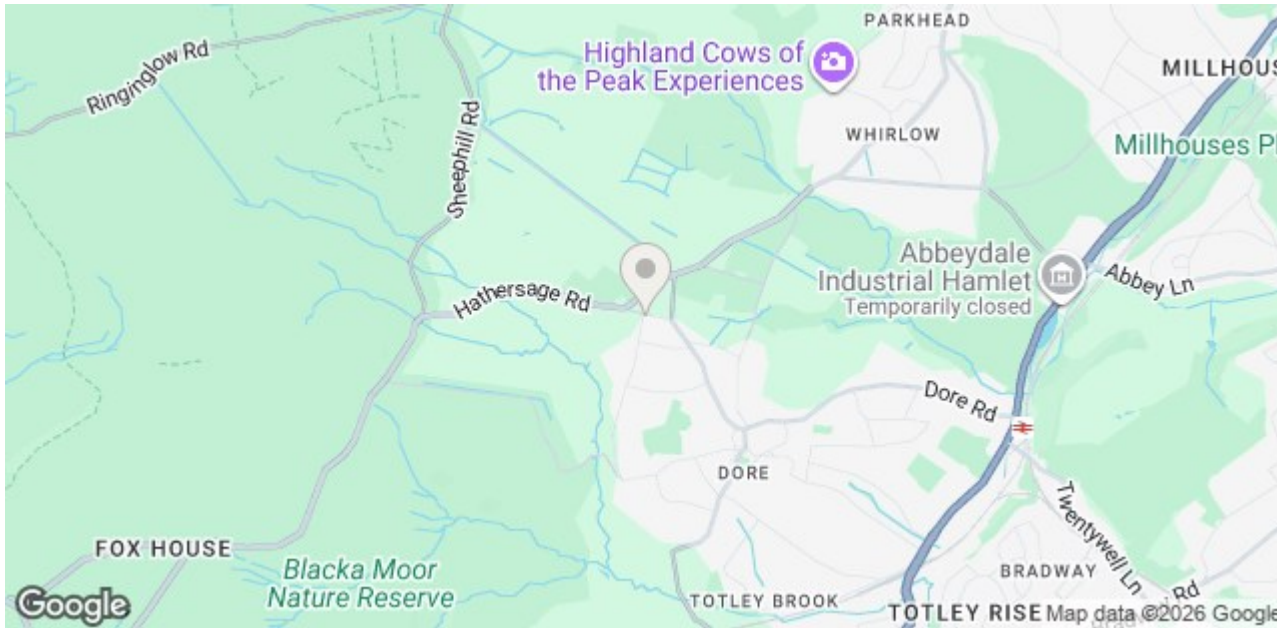 PARKHEAD
Highland Cows of
the Peak Experiences
MILLHOUS
Ringinglow Rd
Sheephill Rd
WHIRLOW
Millhouses P
Abbeydale
Industrial Hamlet
Temporarily closed
Abbey Ln
Hathersage Rd
Dore Rd
DORE
Twentywell Ln
FOX HOUSE
Blacka Moor
Nature Reserve
BRADWAY
TOTLEY BROOK
TOTLEY RISE
Rd
Google
Map data ©2026 Google